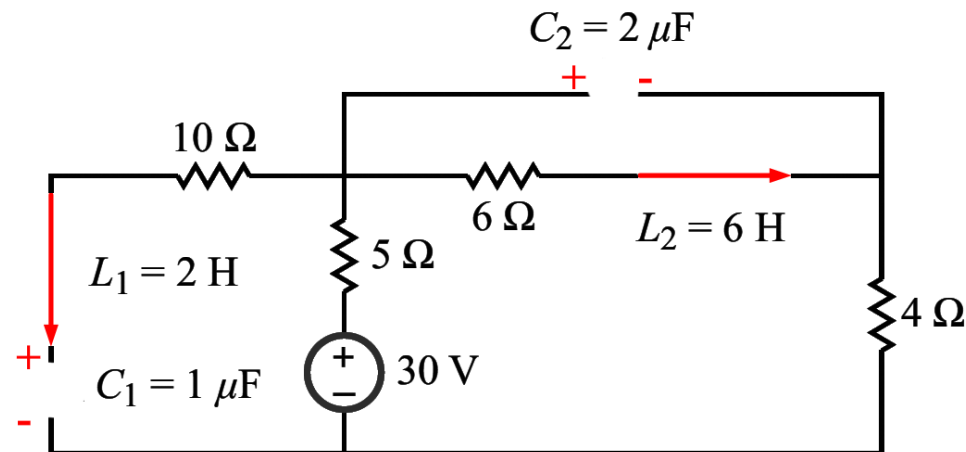 C₂ = 2 μF
+ -
10 Ω
6 Ω
L₂ = 6 H
5 Ω
L₁ = 2 H
4 Ω
+
C₁ = 1 μF
-
+
−
30 V